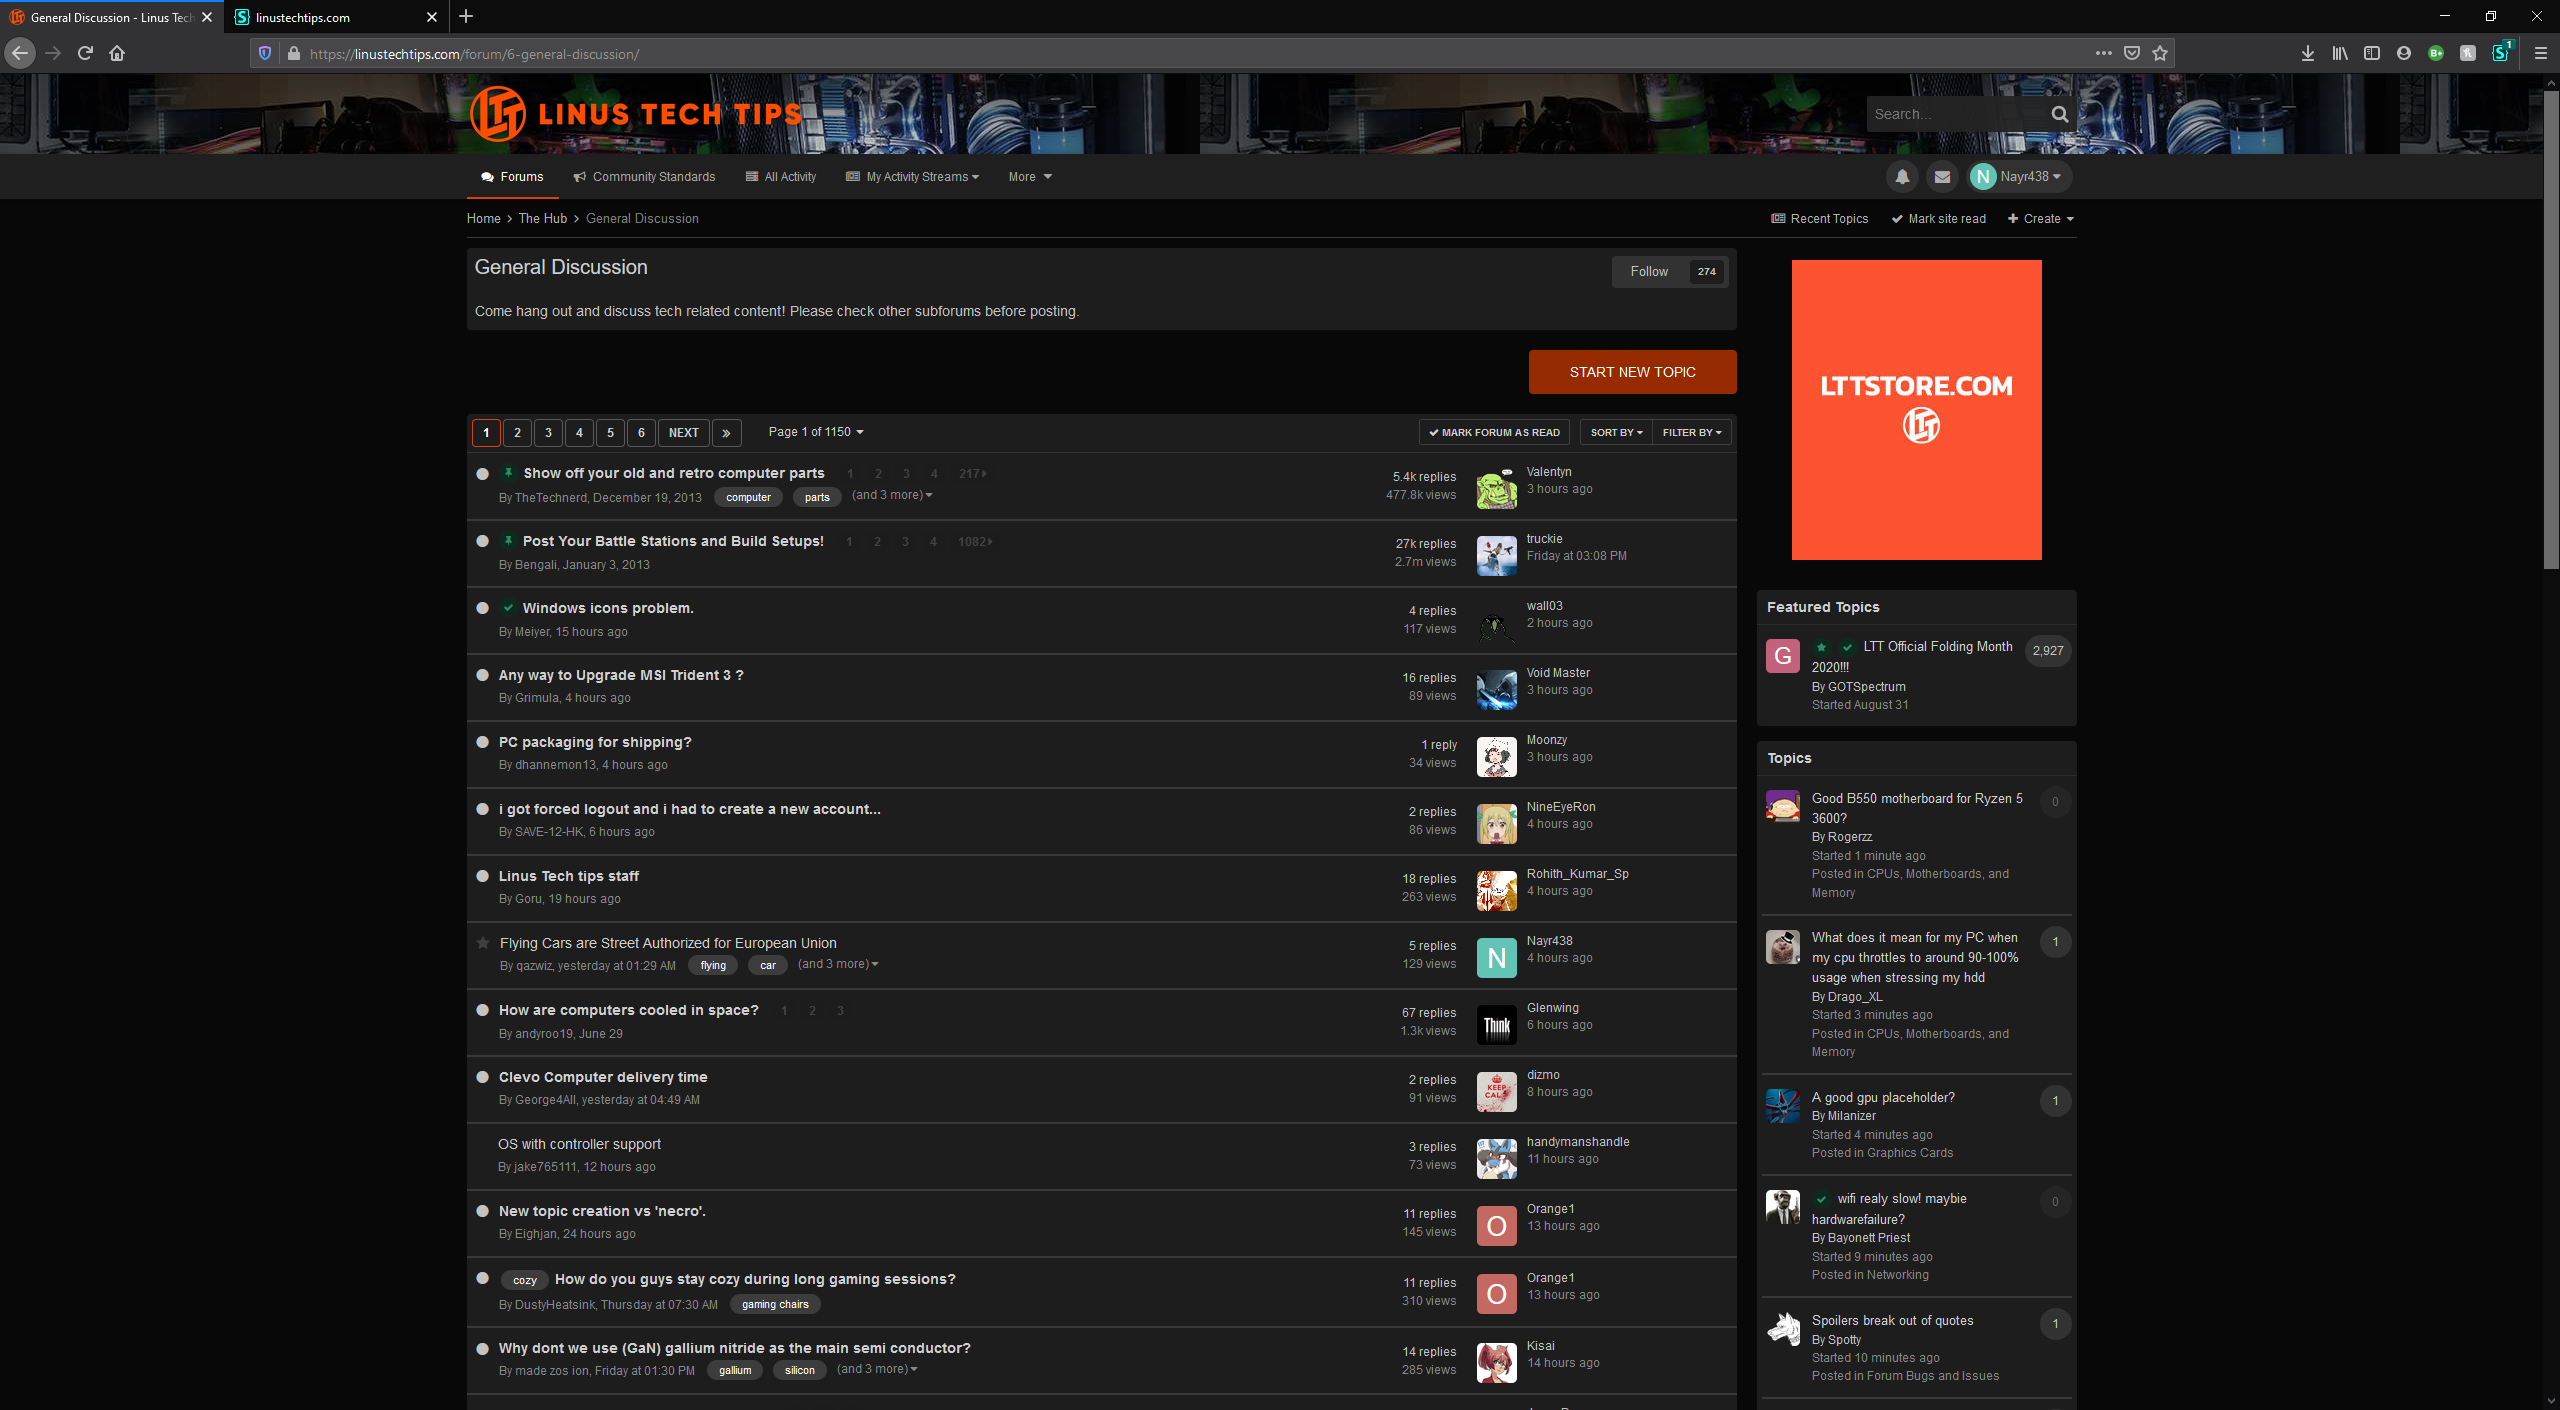 General Discussion - Linus Tech
linustechtips.com
https://linustechtips.com/forum/6-general-discussion/
LINUS TECH TIPS
Search...
Forums
Community Standards
All Activity
My Activity Streams
More
N
Nayr438
Home > The Hub > General Discussion
Recent Topics
Mark site read
Create
General Discussion
Follow
274
Come hang out and discuss tech related content! Please check other subforums before posting.
START NEW TOPIC
1 2 3 4 5 6 NEXT »
Page 1 of 1150
MARK FORUM AS READ
SORT BY
FILTER BY
Show off your old and retro computer parts 1 2 3 4 217
By TheTechnerd, December 19, 2013 computer parts (and 3 more)
5.4k replies
477.8k views
Valentyn
3 hours ago
Post Your Battle Stations and Build Setups! 1 2 3 4 1082
By Bengali, January 3, 2013
27k replies
2.7m views
truckie
Friday at 03:08 PM
Windows icons problem.
By Meiyer, 15 hours ago
4 replies
117 views
wall03
2 hours ago
Any way to Upgrade MSI Trident 3 ?
By Grimula, 4 hours ago
16 replies
89 views
Void Master
3 hours ago
PC packaging for shipping?
By dhannemon13, 4 hours ago
1 reply
34 views
Moonzy
3 hours ago
i got forced logout and i had to create a new account...
By SAVE-12-HK, 6 hours ago
2 replies
86 views
NineEyeRon
4 hours ago
Linus Tech tips staff
By Goru, 19 hours ago
18 replies
263 views
Rohith_Kumar_Sp
4 hours ago
Flying Cars are Street Authorized for European Union
By qazwiz, yesterday at 01:29 AM flying car (and 3 more)
5 replies
129 views
N
Nayr438
4 hours ago
How are computers cooled in space? 1 2 3
By andyroo19, June 29
67 replies
1.3k views
Think
Glenwing
6 hours ago
Clevo Computer delivery time
By George4All, yesterday at 04:49 AM
2 replies
91 views
KEEP
CAL
dizmo
8 hours ago
OS with controller support
By jake765111, 12 hours ago
3 replies
73 views
handymanshandle
11 hours ago
New topic creation vs 'necro'.
By Eighjan, 24 hours ago
11 replies
145 views
O
Orange1
13 hours ago
cozy How do you guys stay cozy during long gaming sessions?
By DustyHeatsink, Thursday at 07:30 AM gaming chairs
11 replies
310 views
O
Orange1
13 hours ago
Why dont we use (GaN) gallium nitride as the main semi conductor?
By made zos ion, Friday at 01:30 PM gallium silicon (and 3 more)
14 replies
285 views
Kisai
14 hours ago
LTTSTORE.COM
Featured Topics
G
LTT Official Folding Month
2020!!!
2,927
By GOTSpectrum
Started August 31
Topics
Good B550 motherboard for Ryzen 5
3600?
0
By Rogerzz
Started 1 minute ago
Posted in CPUs, Motherboards, and
Memory
What does it mean for my PC when
my cpu throttles to around 90-100%
usage when stressing my hdd
1
By Drago_XL
Started 3 minutes ago
Posted in CPUs, Motherboards, and
Memory
A good gpu placeholder?
1
By Milanizer
Started 4 minutes ago
Posted in Graphics Cards
wifi realy slow! maybie
hardwarefailure?
0
By Bayonett Priest
Started 9 minutes ago
Posted in Networking
Spoilers break out of quotes
1
By Spotty
Started 10 minutes ago
Posted in Forum Bugs and Issues